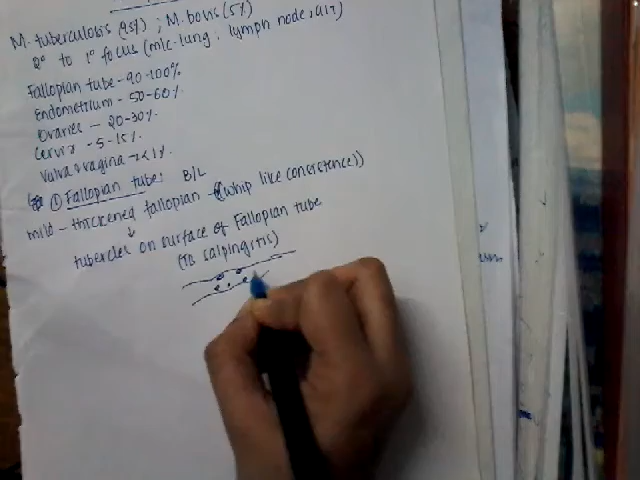 M. tuberculosis (95%) ; M. bovis (5%)
2° to 1° focus (m/c-lung, lymph node, GIT)
Fallopian tube - 90-100%
Endometrium - 50-60%
Ovaries - 20-30%
Cervix - 5-15%
Vulva & vagina - <1%
① Fallopian tube: B/L
mild - thickened fallopian - (whip like consistence))
↓
tubercles on surface of Fallopian tube
(TB salpingitis)